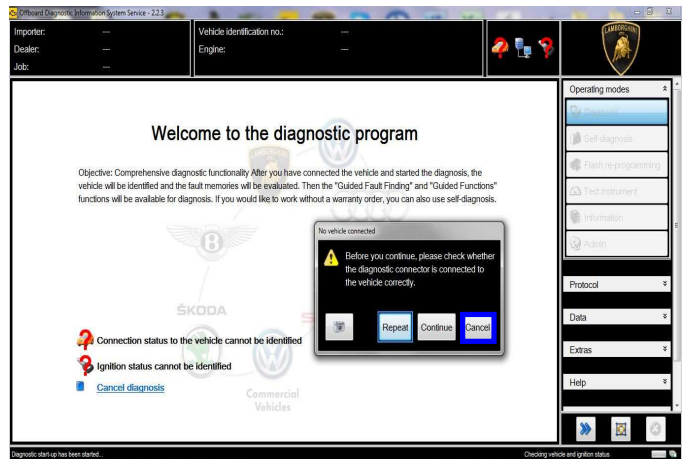 Offboard Diagnostic Information System Service - 2.2.3
Importer: ---
Dealer: ---
Job: ---
Vehicle identification no.: ---
Engine: ---
LAMBORGHINI
Welcome to the diagnostic program
Objective: Comprehensive diagnostic functionality After you have connected the vehicle and started the diagnosis, the
vehicle will be identified and the fault memories will be evaluated. Then the "Guided Fault Finding" and "Guided Functions"
functions will be available for diagnosis. If you would like to work without a warranty order, you can also use self-diagnosis.
LAMBORGHINI
B
ŠKODA
S
Commercial
Vehicles
No vehicle connected
Before you continue, please check whether
the diagnostic connector is connected to
the vehicle correctly.
Repeat
Continue
Cancel
Connection status to the vehicle cannot be identified
Ignition status cannot be identified
Cancel diagnosis
Operating modes
Diagnosis
Self-diagnosis
Flash re-programming
Test instrument
Information
Admin
Protocol
Data
Extras
Help
Diagnostic start-up has been started...
Checking vehicle and ignition status